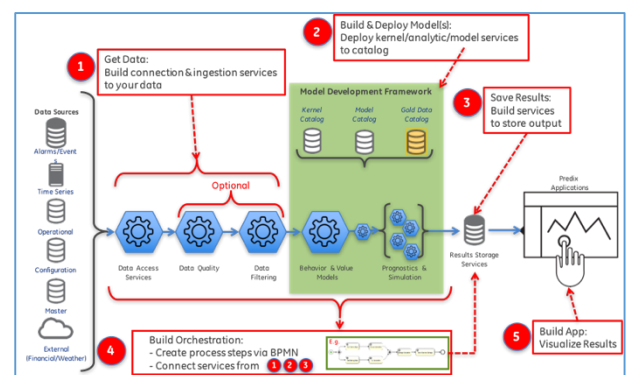 1
Get Data:
Build connection & ingestion services
to your data
2
Build & Deploy Model(s):
Deploy kernel/analytic/model services
to catalog
3
Save Results:
Build services
to store output
Model Development Framework
Kernel
Catalog
Model
Catalog
Gold Data
Catalog
Data Sources
Alarms/Event
s
Time Series
Operational
Configuration
Master
External
(Financial/Weather)
Optional
Data Access
Services
Data Quality
Data
Filtering
Behavior & Value
Models
Prognostics &
Simulation
Results Storage
Services
Predix
Applications
4
Build Orchestration:
- Create process steps via BPMN
- Connect services from 1 2 3
E.g.
5
Build App:
Visualize Results